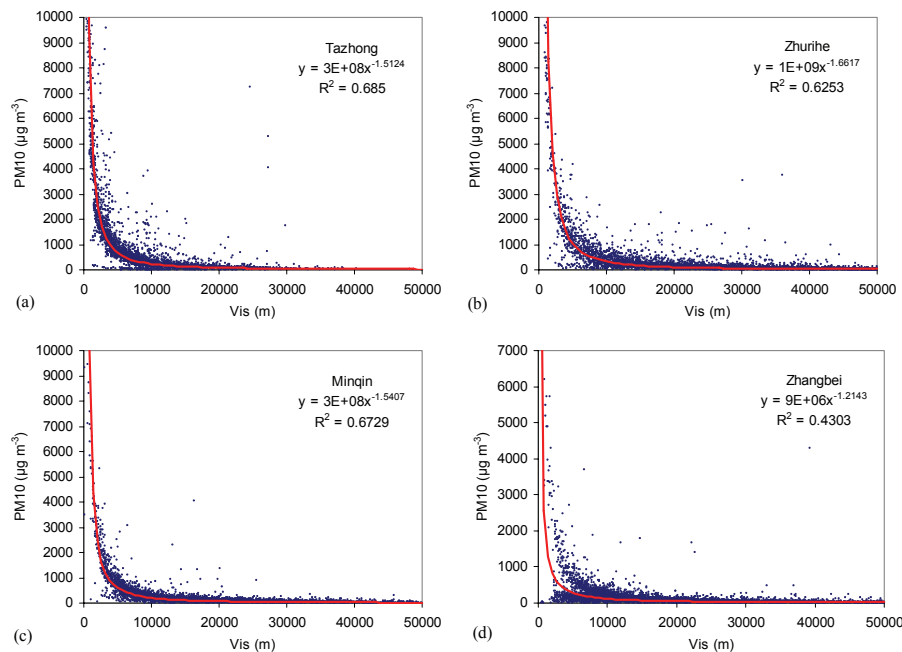 Tazhong
y = 3E+08x^-1.5124
R² = 0.685
10000
9000
8000
7000
6000
5000
4000
3000
2000
1000
0
PM10 (µg m⁻³)
0 10000 20000 30000 40000 50000
Vis (m)
(a)
Zhurihe
y = 1E+09x^-1.6617
R² = 0.6253
10000
9000
8000
7000
6000
5000
4000
3000
2000
1000
0
PM10 (µg m⁻³)
0 10000 20000 30000 40000 50000
Vis (m)
(b)
Minqin
y = 3E+08x^-1.5407
R² = 0.6729
10000
9000
8000
7000
6000
5000
4000
3000
2000
1000
0
PM10 (µg m⁻³)
0 10000 20000 30000 40000 50000
Vis (m)
(c)
Zhangbei
y = 9E+06x^-1.2143
R² = 0.4303
7000
6000
5000
4000
3000
2000
1000
0
PM10 (µg m⁻³)
0 10000 20000 30000 40000 50000
Vis (m)
(d)